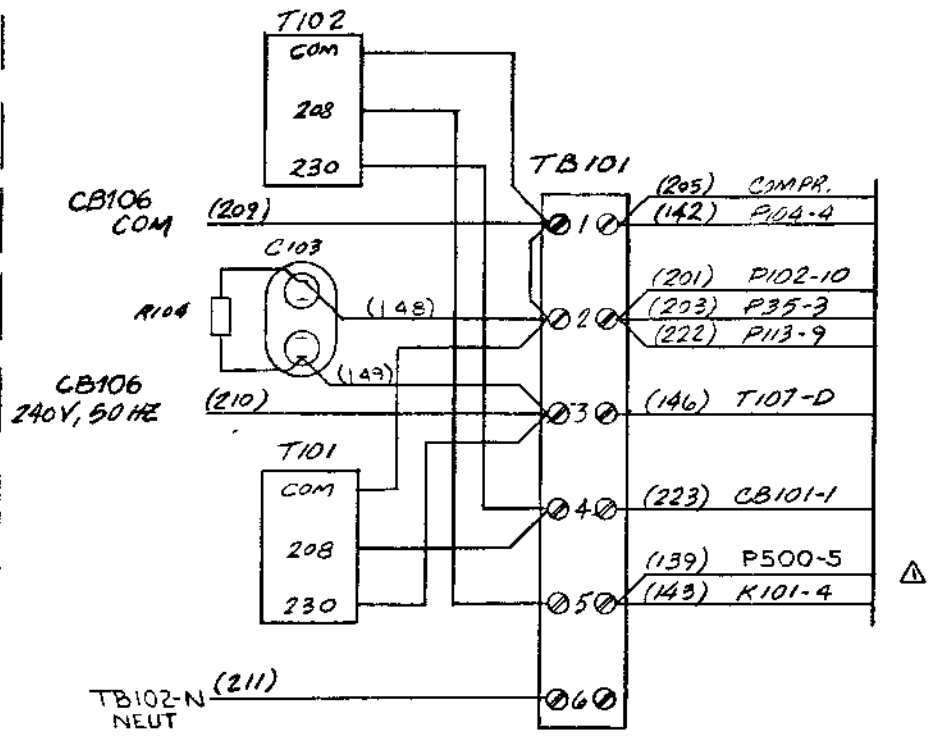 T102
COM
208
230
TB101
CB106
COM
(209)
1
(205) COMPR.
(142) P104-4
C103
R104
(148)
2
(201) P102-10
(203) P35-3
(222) P113-9
(149)
CB106
240V, 50 HZ
(210)
3
(146) T107-D
T101
COM
208
230
4
(223) CB101-1
5
(139) P500-5
(143) K101-4
1
TB102-N
NEUT
(211)
6